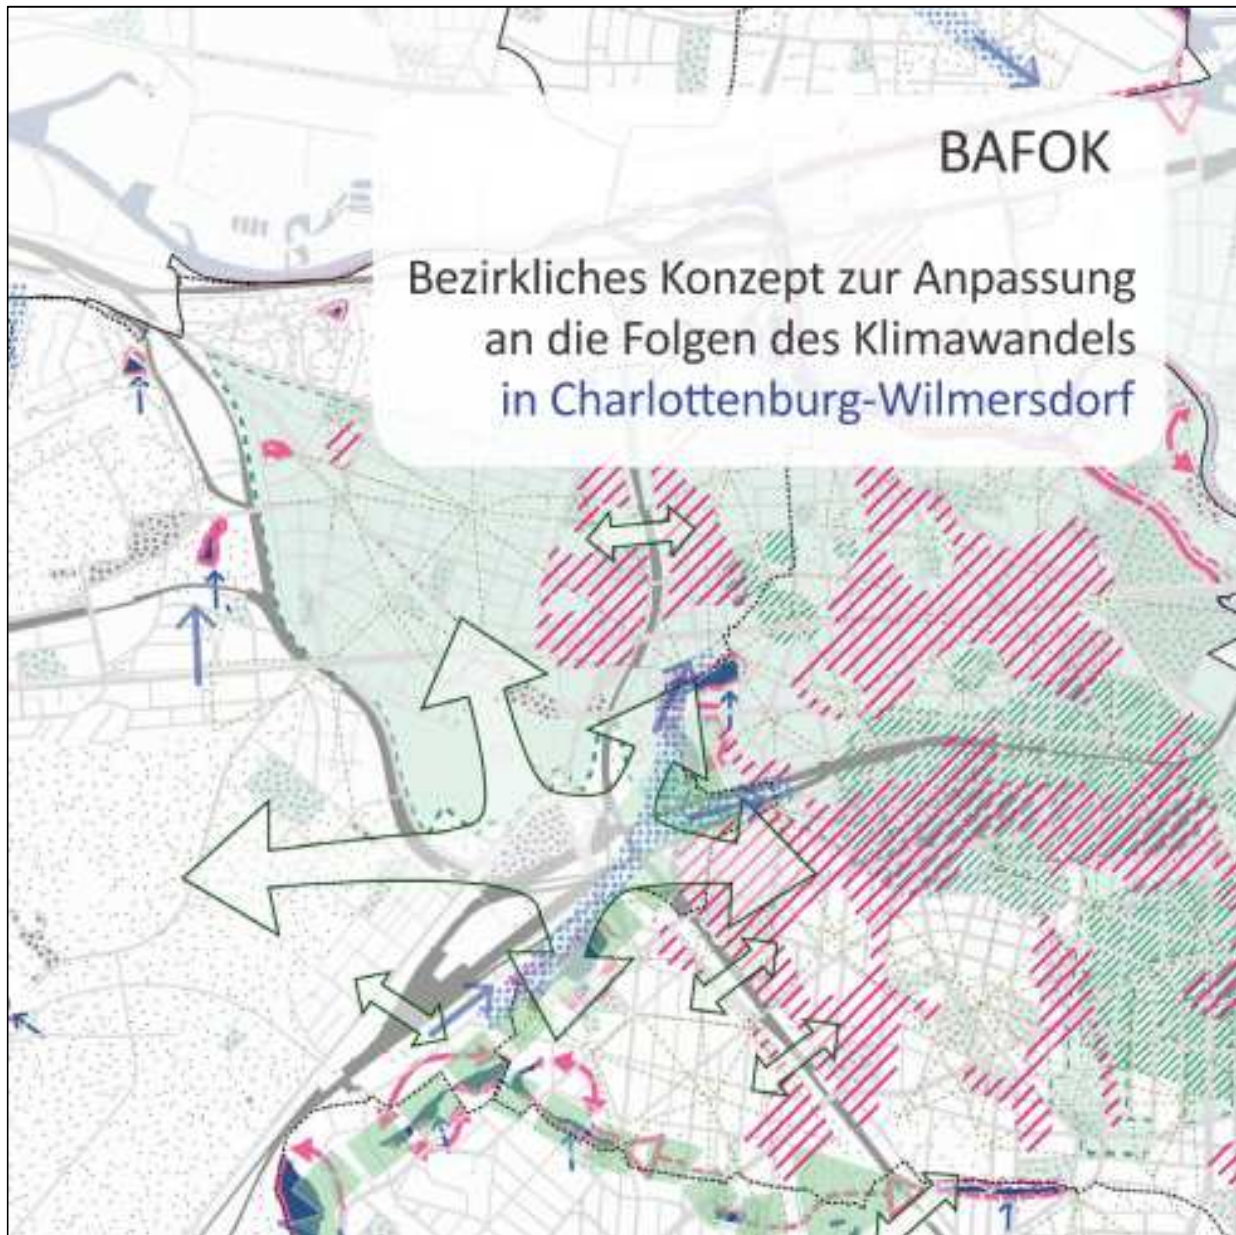 BAFOK
Bezirkliches Konzept zur Anpassung
an die Folgen des Klimawandels
in Charlottenburg-Wilmersdorf